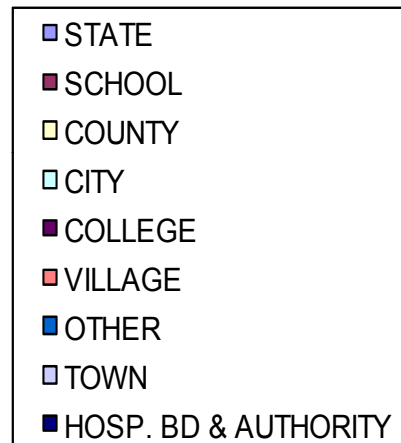 STATE
SCHOOL
COUNTY
CITY
COLLEGE
VILLAGE
OTHER
TOWN
HOSP. BD & AUTHORITY